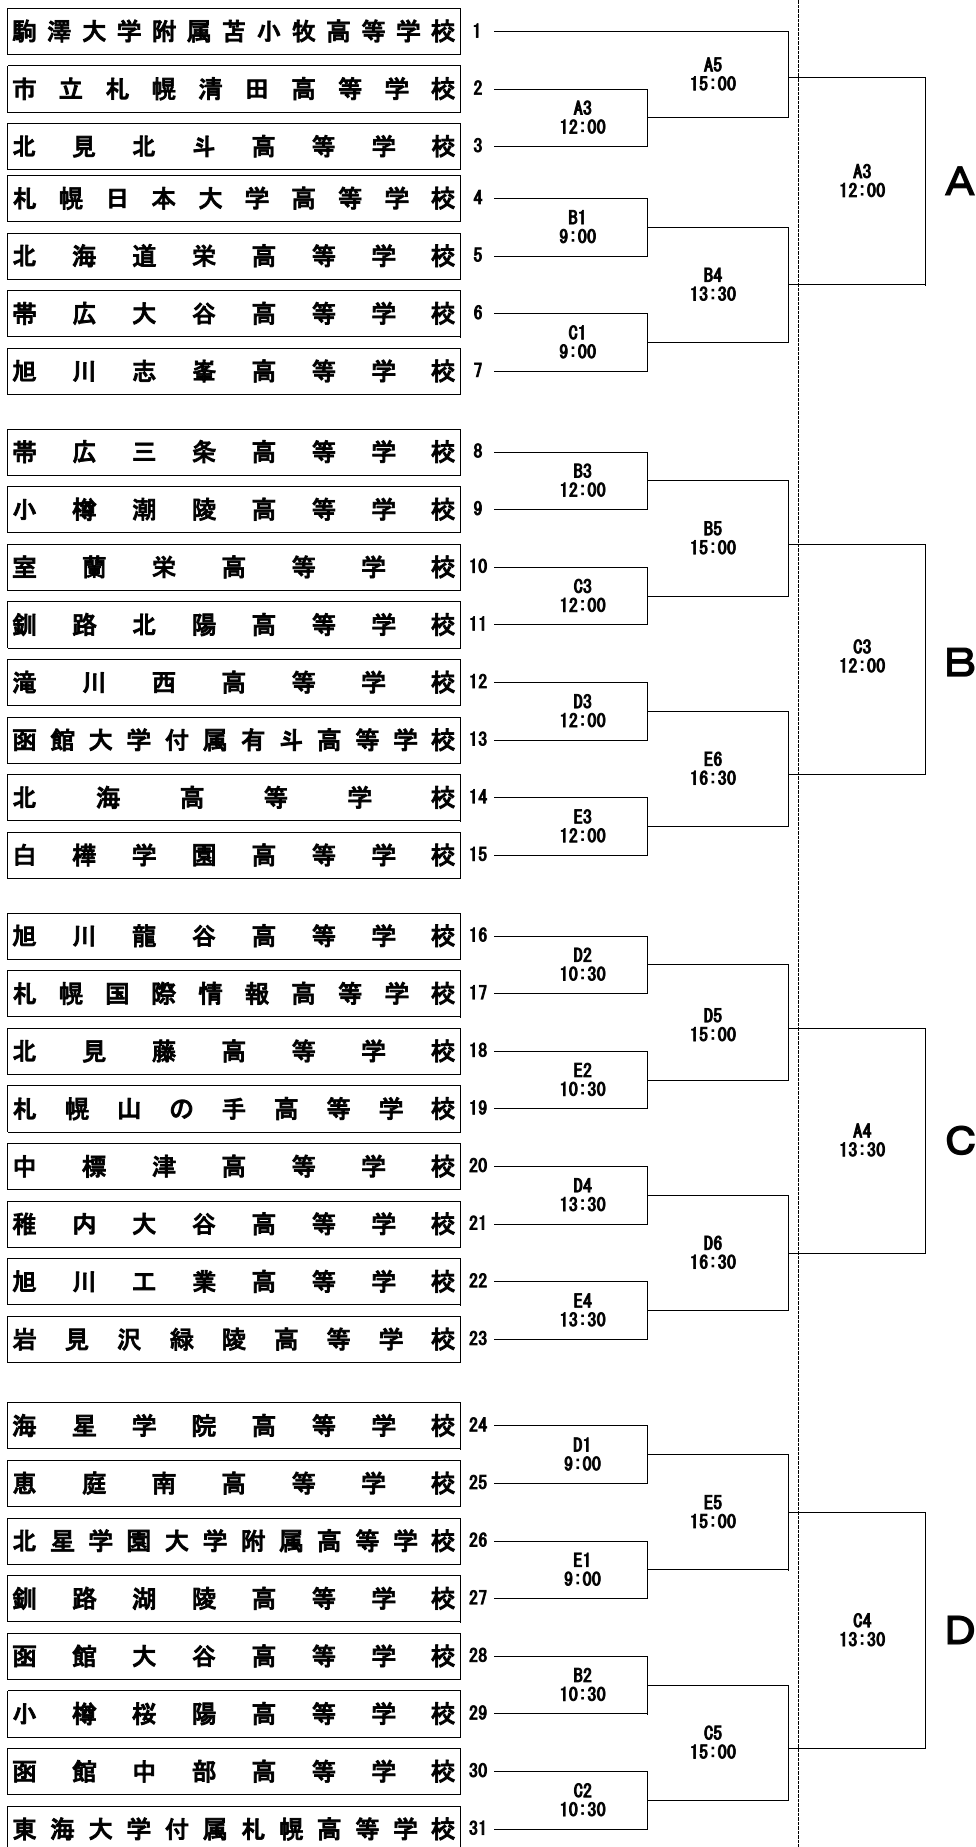 駒澤大学附属苫小牧高等学校 1
市立札幌清田高等学校 2
北見北斗高等学校 3
札幌日本大学高等学校 4
北海道栄高等学校 5
帯広大谷高等学校 6
旭川志峯高等学校 7
A3
12:00
B1
9:00
C1
9:00
A5
15:00
B4
13:30
A3
12:00
A
帯広三条高等学校 8
小樽潮陵高等学校 9
室蘭栄高等学校 10
釧路北陽高等学校 11
滝川西高等学校 12
函館大学付属有斗高等学校 13
北海高等学校 14
白樺学園高等学校 15
B3
12:00
C3
12:00
D3
12:00
E3
12:00
B5
15:00
E6
16:30
C3
12:00
B
旭川龍谷高等学校 16
札幌国際情報高等学校 17
北見藤高等学校 18
札幌山の手高等学校 19
中標津高等学校 20
稚内大谷高等学校 21
旭川工業高等学校 22
岩見沢緑陵高等学校 23
D2
10:30
E2
10:30
D4
13:30
E4
13:30
D5
15:00
D6
16:30
A4
13:30
C
海星学院高等学校 24
恵庭南高等学校 25
北星学園大学附属高等学校 26
釧路湖陵高等学校 27
函館大谷高等学校 28
小樽桜陽高等学校 29
函館中部高等学校 30
東海大学付属札幌高等学校 31
D1
9:00
E1
9:00
B2
10:30
C2
10:30
E5
15:00
C5
15:00
C4
13:30
D